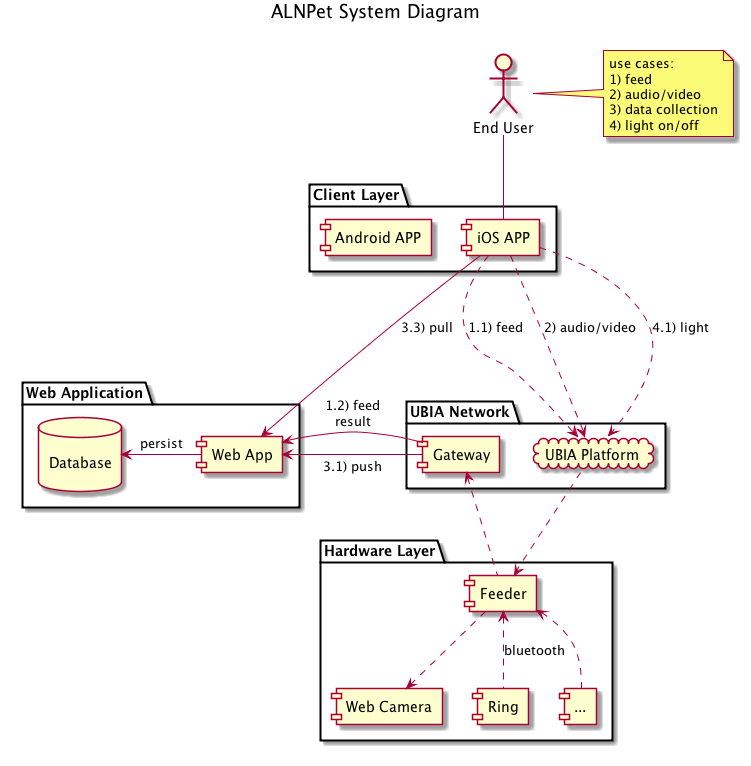 ALNPet System Diagram
use cases:
1) feed
2) audio/video
3) data collection
4) light on/off
End User
Client Layer
Android APP
iOS APP
3.3) pull
1.1) feed
2) audio/video
4.1) light
Web Application
Database
persist
Web App
1.2) feed
result
3.1) push
UBIA Network
Gateway
UBIA Platform
Hardware Layer
Feeder
bluetooth
Web Camera
Ring
...